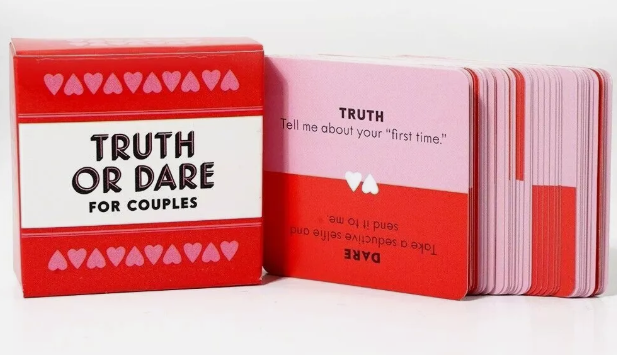 TRUTH
OR DARE
FOR COUPLES
TRUTH
Tell me about your "first time."
DARE
Take a seductive selfie and
send it to me.